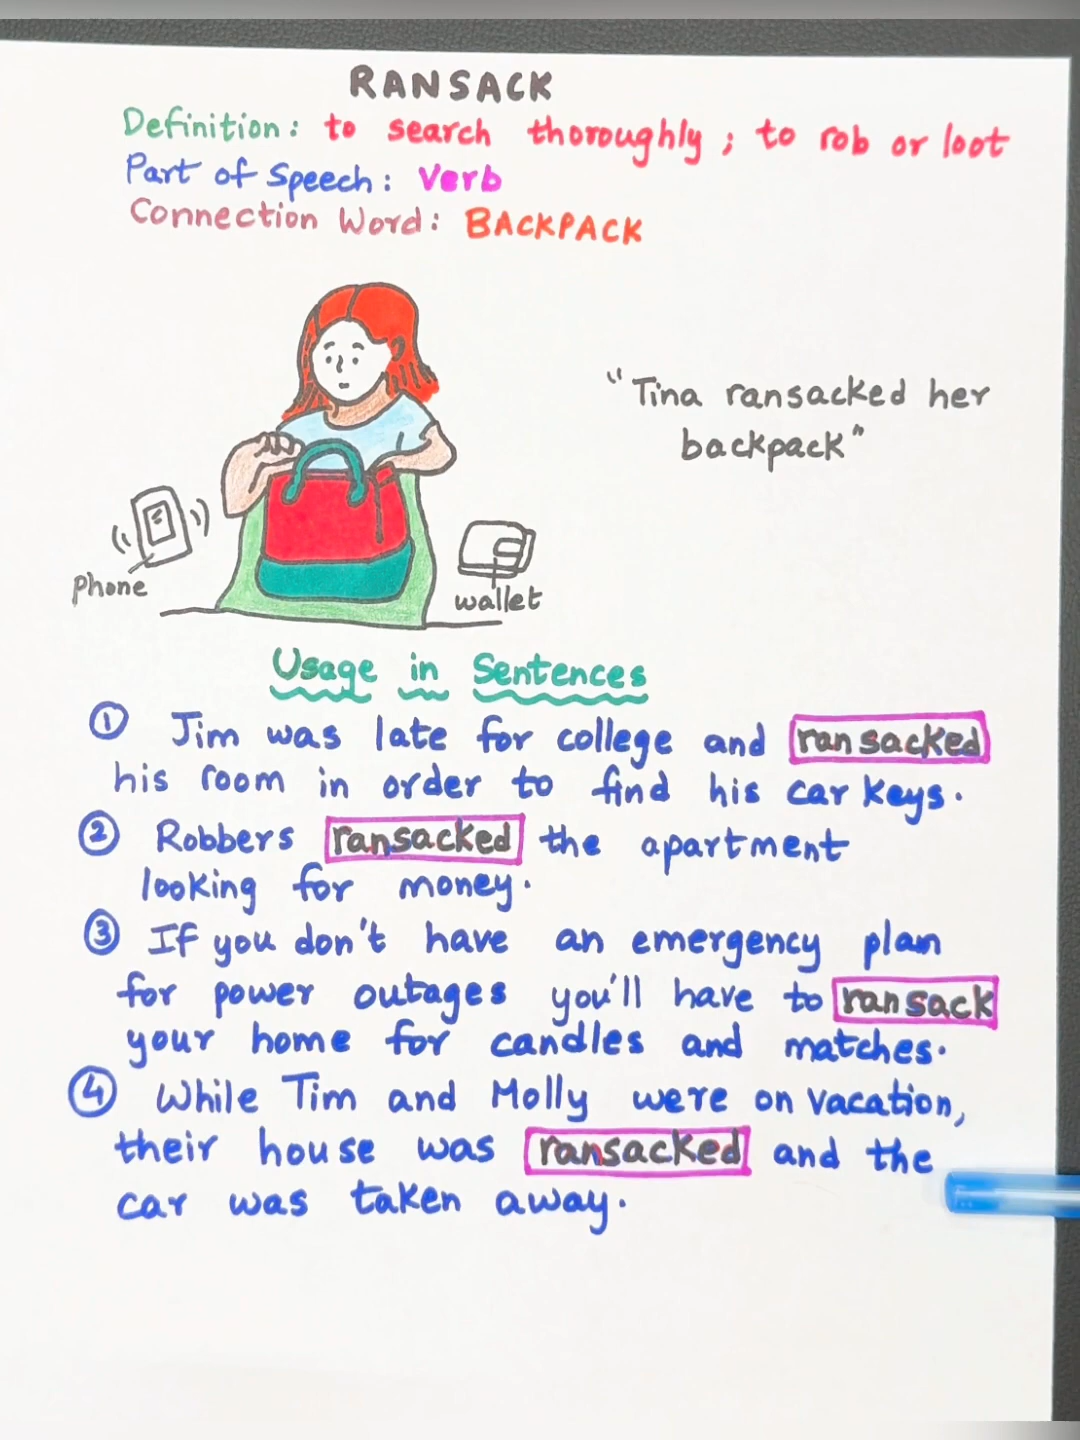 RANSACK
Definition: to search thoroughly; to rob or loot
Part of Speech: Verb
Connection Word: BACKPACK
"Tina ransacked her
backpack"
Phone
wallet
Usage in Sentences
① Jim was late for college and ransacked
his room in order to find his car keys.
② Robbers ransacked the apartment
looking for money.
③ If you don't have an emergency plan
for power outages you'll have to ransack
your home for candles and matches.
④ While Tim and Molly were on vacation,
their house was ransacked and the
car was taken away.